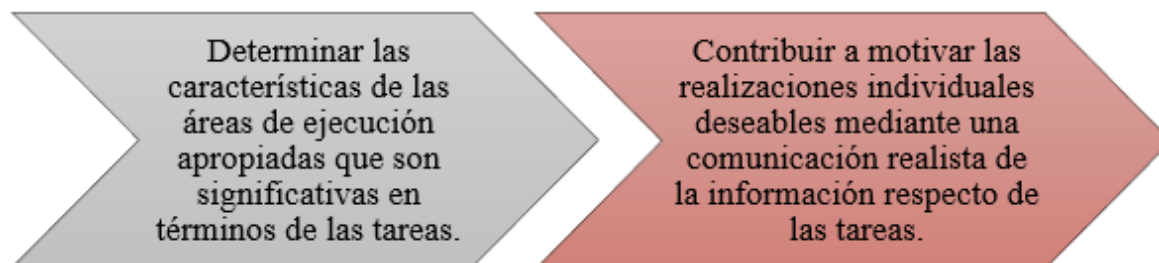 Determinar las
características de las
áreas de ejecución
apropiadas que son
significativas en
términos de las tareas.
Contribuir a motivar las
realizaciones individuales
deseables mediante una
comunicación realista de
la información respecto de
las tareas.